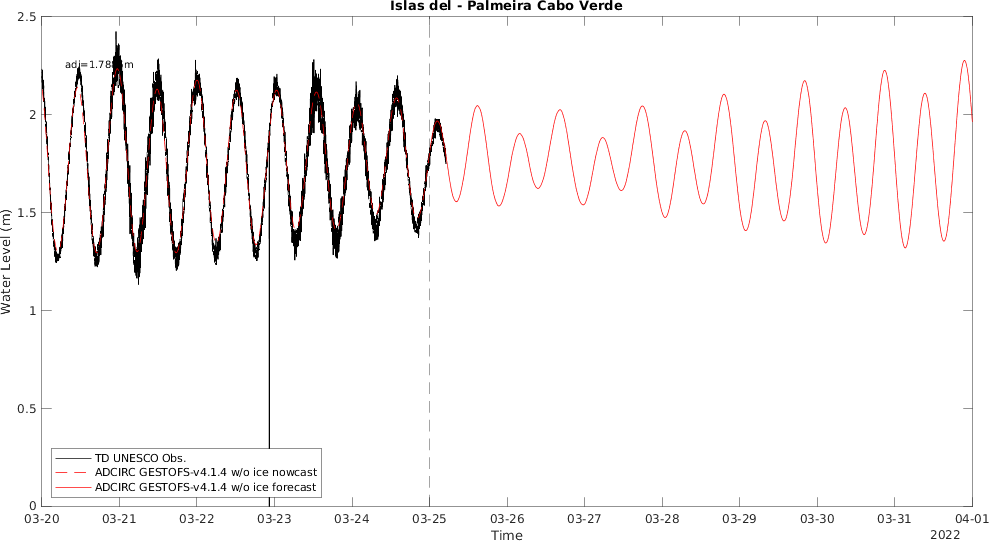 Islas del - Palmeira Cabo Verde
2.5
adj=1.788 m
2
1.5
Water Level (m)
1
0.5
TD UNESCO Obs.
ADCIRC GESTOFS-v4.1.4 w/o ice nowcast
ADCIRC GESTOFS-v4.1.4 w/o ice forecast
0
03-20 03-21 03-22 03-23 03-24 03-25 03-26 03-27 03-28 03-29 03-30 03-31 04-01
Time
2022